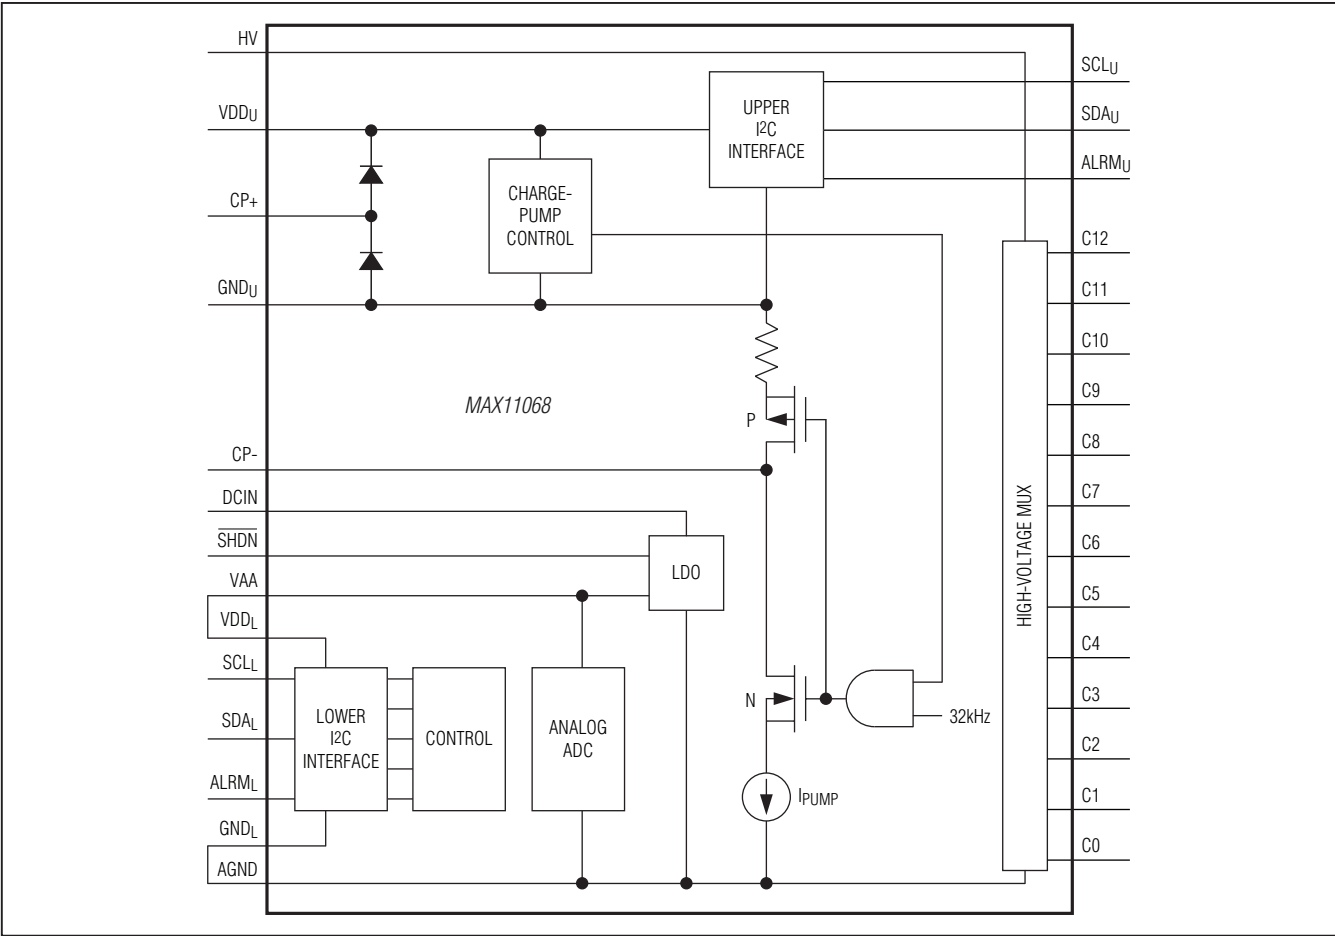 HV
VDDU
CP+
GNDU
CP-
DCIN
SHDN
VAA
VDDL
SCLL
SDAL
ALRML
GNDL
AGND
UPPER
I2C
INTERFACE
CHARGE-
PUMP
CONTROL
MAX11068
P
LDO
N
32kHz
IPUMP
LOWER
I2C
INTERFACE
CONTROL
ANALOG
ADC
HIGH-VOLTAGE MUX
SCLU
SDAU
ALRMU
C12
C11
C10
C9
C8
C7
C6
C5
C4
C3
C2
C1
C0